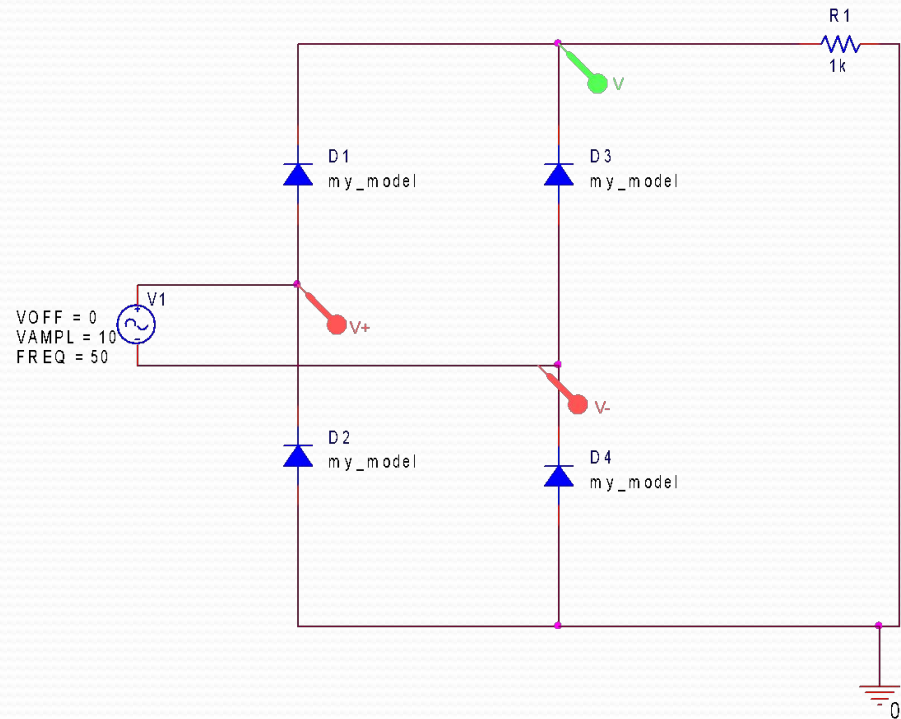 R1
1k
V
D1
my_model
D3
my_model
V1
VOFF = 0
VAMPL = 10
FREQ = 50
V+
V-
D2
my_model
D4
my_model
0